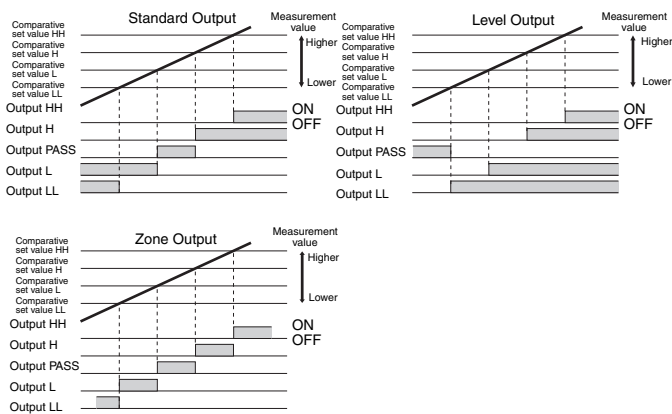 Standard Output
Measurement
value
Comparative
set value HH
Comparative
set value H
Comparative
set value L
Comparative
set value LL
Higher
Lower
Output HH
Output H
Output PASS
Output L
Output LL
ON
OFF
Level Output
Measurement
value
Comparative
set value HH
Comparative
set value H
Comparative
set value L
Comparative
set value LL
Higher
Lower
Output HH
Output H
Output PASS
Output L
Output LL
ON
OFF
Zone Output
Measurement
value
Comparative
set value HH
Comparative
set value H
Comparative
set value L
Comparative
set value LL
Higher
Lower
Output HH
Output H
Output PASS
Output L
Output LL
ON
OFF